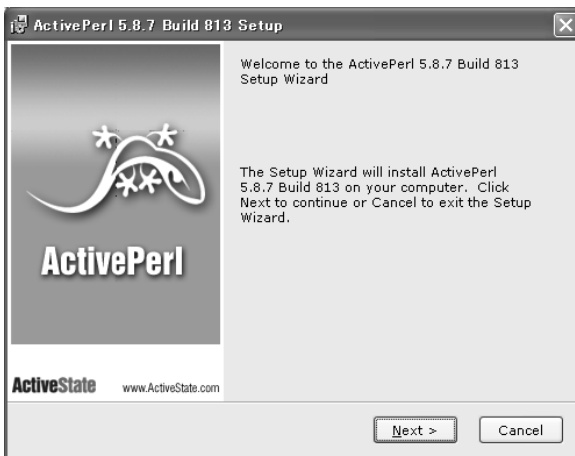 ActivePerl 5.8.7 Build 813 Setup
Welcome to the ActivePerl 5.8.7 Build 813
Setup Wizard
The Setup Wizard will install ActivePerl
5.8.7 Build 813 on your computer. Click
Next to continue or Cancel to exit the Setup
Wizard.
ActivePerl
ActiveState www.ActiveState.com
Next >
Cancel